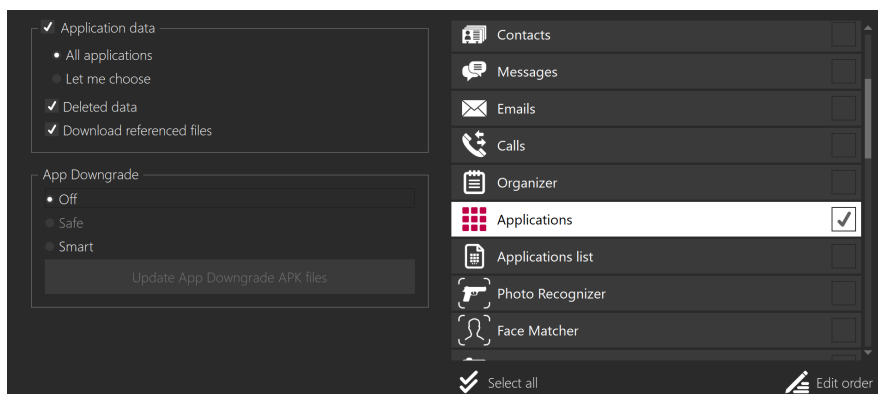 Application data
All applications
Let me choose
Deleted data
Download referenced files
App Downgrade
Off
Safe
Smart
Update App Downgrade APK files
Contacts
Messages
Emails
Calls
Organizer
Applications
Applications list
Photo Recognizer
Face Matcher
Select all
Edit order